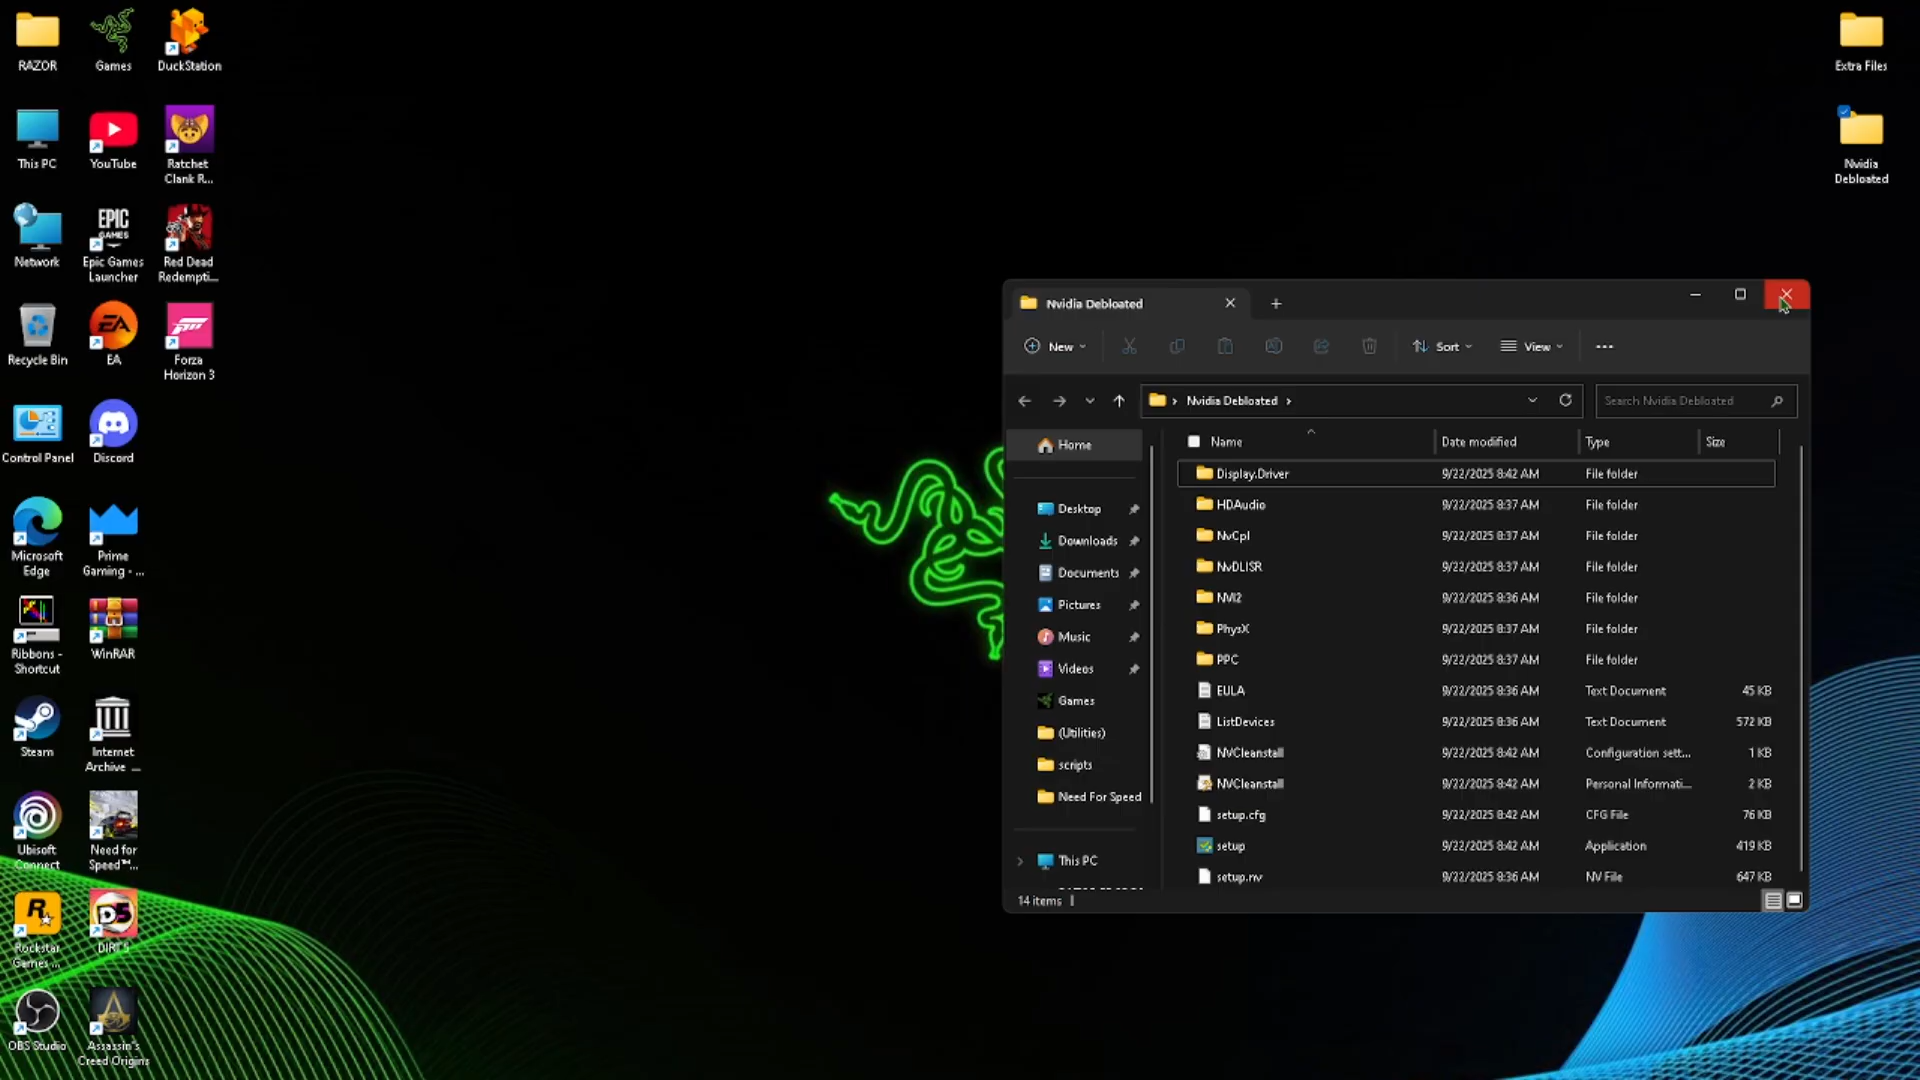 RAZOR
Games
DuckStation
This PC
YouTube
Ratchet
Clank R...
EPIC
GAMES
Network
Epic Games
Launcher
Red Dead
Redempti...
Recycle Bin
EA
EA
Forza
Horizon 3
Control Panel
Discord
Microsoft
Edge
Prime
Gaming - ...
Ribbons -
Shortcut
WinRAR
Steam
Internet
Archive ...
Ubisoft
Connect
Need for
Speed™...
R
Rockstar
Games ...
D5
DIRT 5
OBS Studio
Assassin's
Creed Origins
Extra Files
Nvidia
Debloated
Nvidia Debloated
New
Sort
View
Nvidia Debloated
Search Nvidia Debloated
Home
Desktop
Downloads
Documents
Pictures
Music
Videos
Games
(Utilities)
scripts
Need For Speed
This PC
Name Date modified Type Size
Display.Driver 9/22/2025 8:42 AM File folder
HDAudio 9/22/2025 8:37 AM File folder
NvCpl 9/22/2025 8:37 AM File folder
NvDLISR 9/22/2025 8:37 AM File folder
NVI2 9/22/2025 8:36 AM File folder
PhysX 9/22/2025 8:37 AM File folder
PPC 9/22/2025 8:37 AM File folder
EULA 9/22/2025 8:36 AM Text Document 45 KB
ListDevices 9/22/2025 8:36 AM Text Document 572 KB
NVCleanstall 9/22/2025 8:42 AM Configuration sett... 1 KB
NVCleanstall 9/22/2025 8:42 AM Personal Informati... 2 KB
setup.cfg 9/22/2025 8:42 AM CFG File 76 KB
setup 9/22/2025 8:42 AM Application 419 KB
setup.nv 9/22/2025 8:36 AM NV File 647 KB
14 items